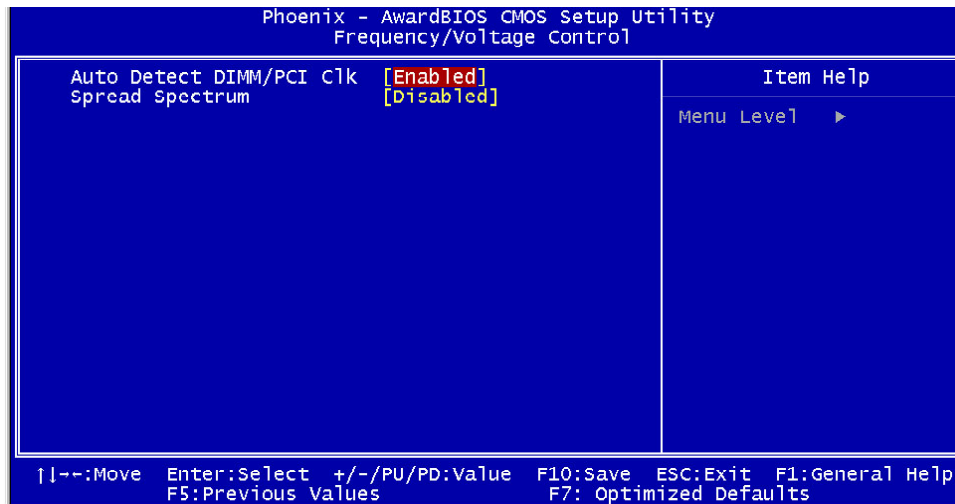 Phoenix - AwardBIOS CMOS Setup Utility
Frequency/Voltage Control
Auto Detect DIMM/PCI Clk [Enabled]
Spread Spectrum [Disabled]
Item Help
Menu Level ►
↑↓→←:Move Enter:Select +/-/PU/PD:Value F10:Save ESC:Exit F1:General Help
F5:Previous Values F7: Optimized Defaults